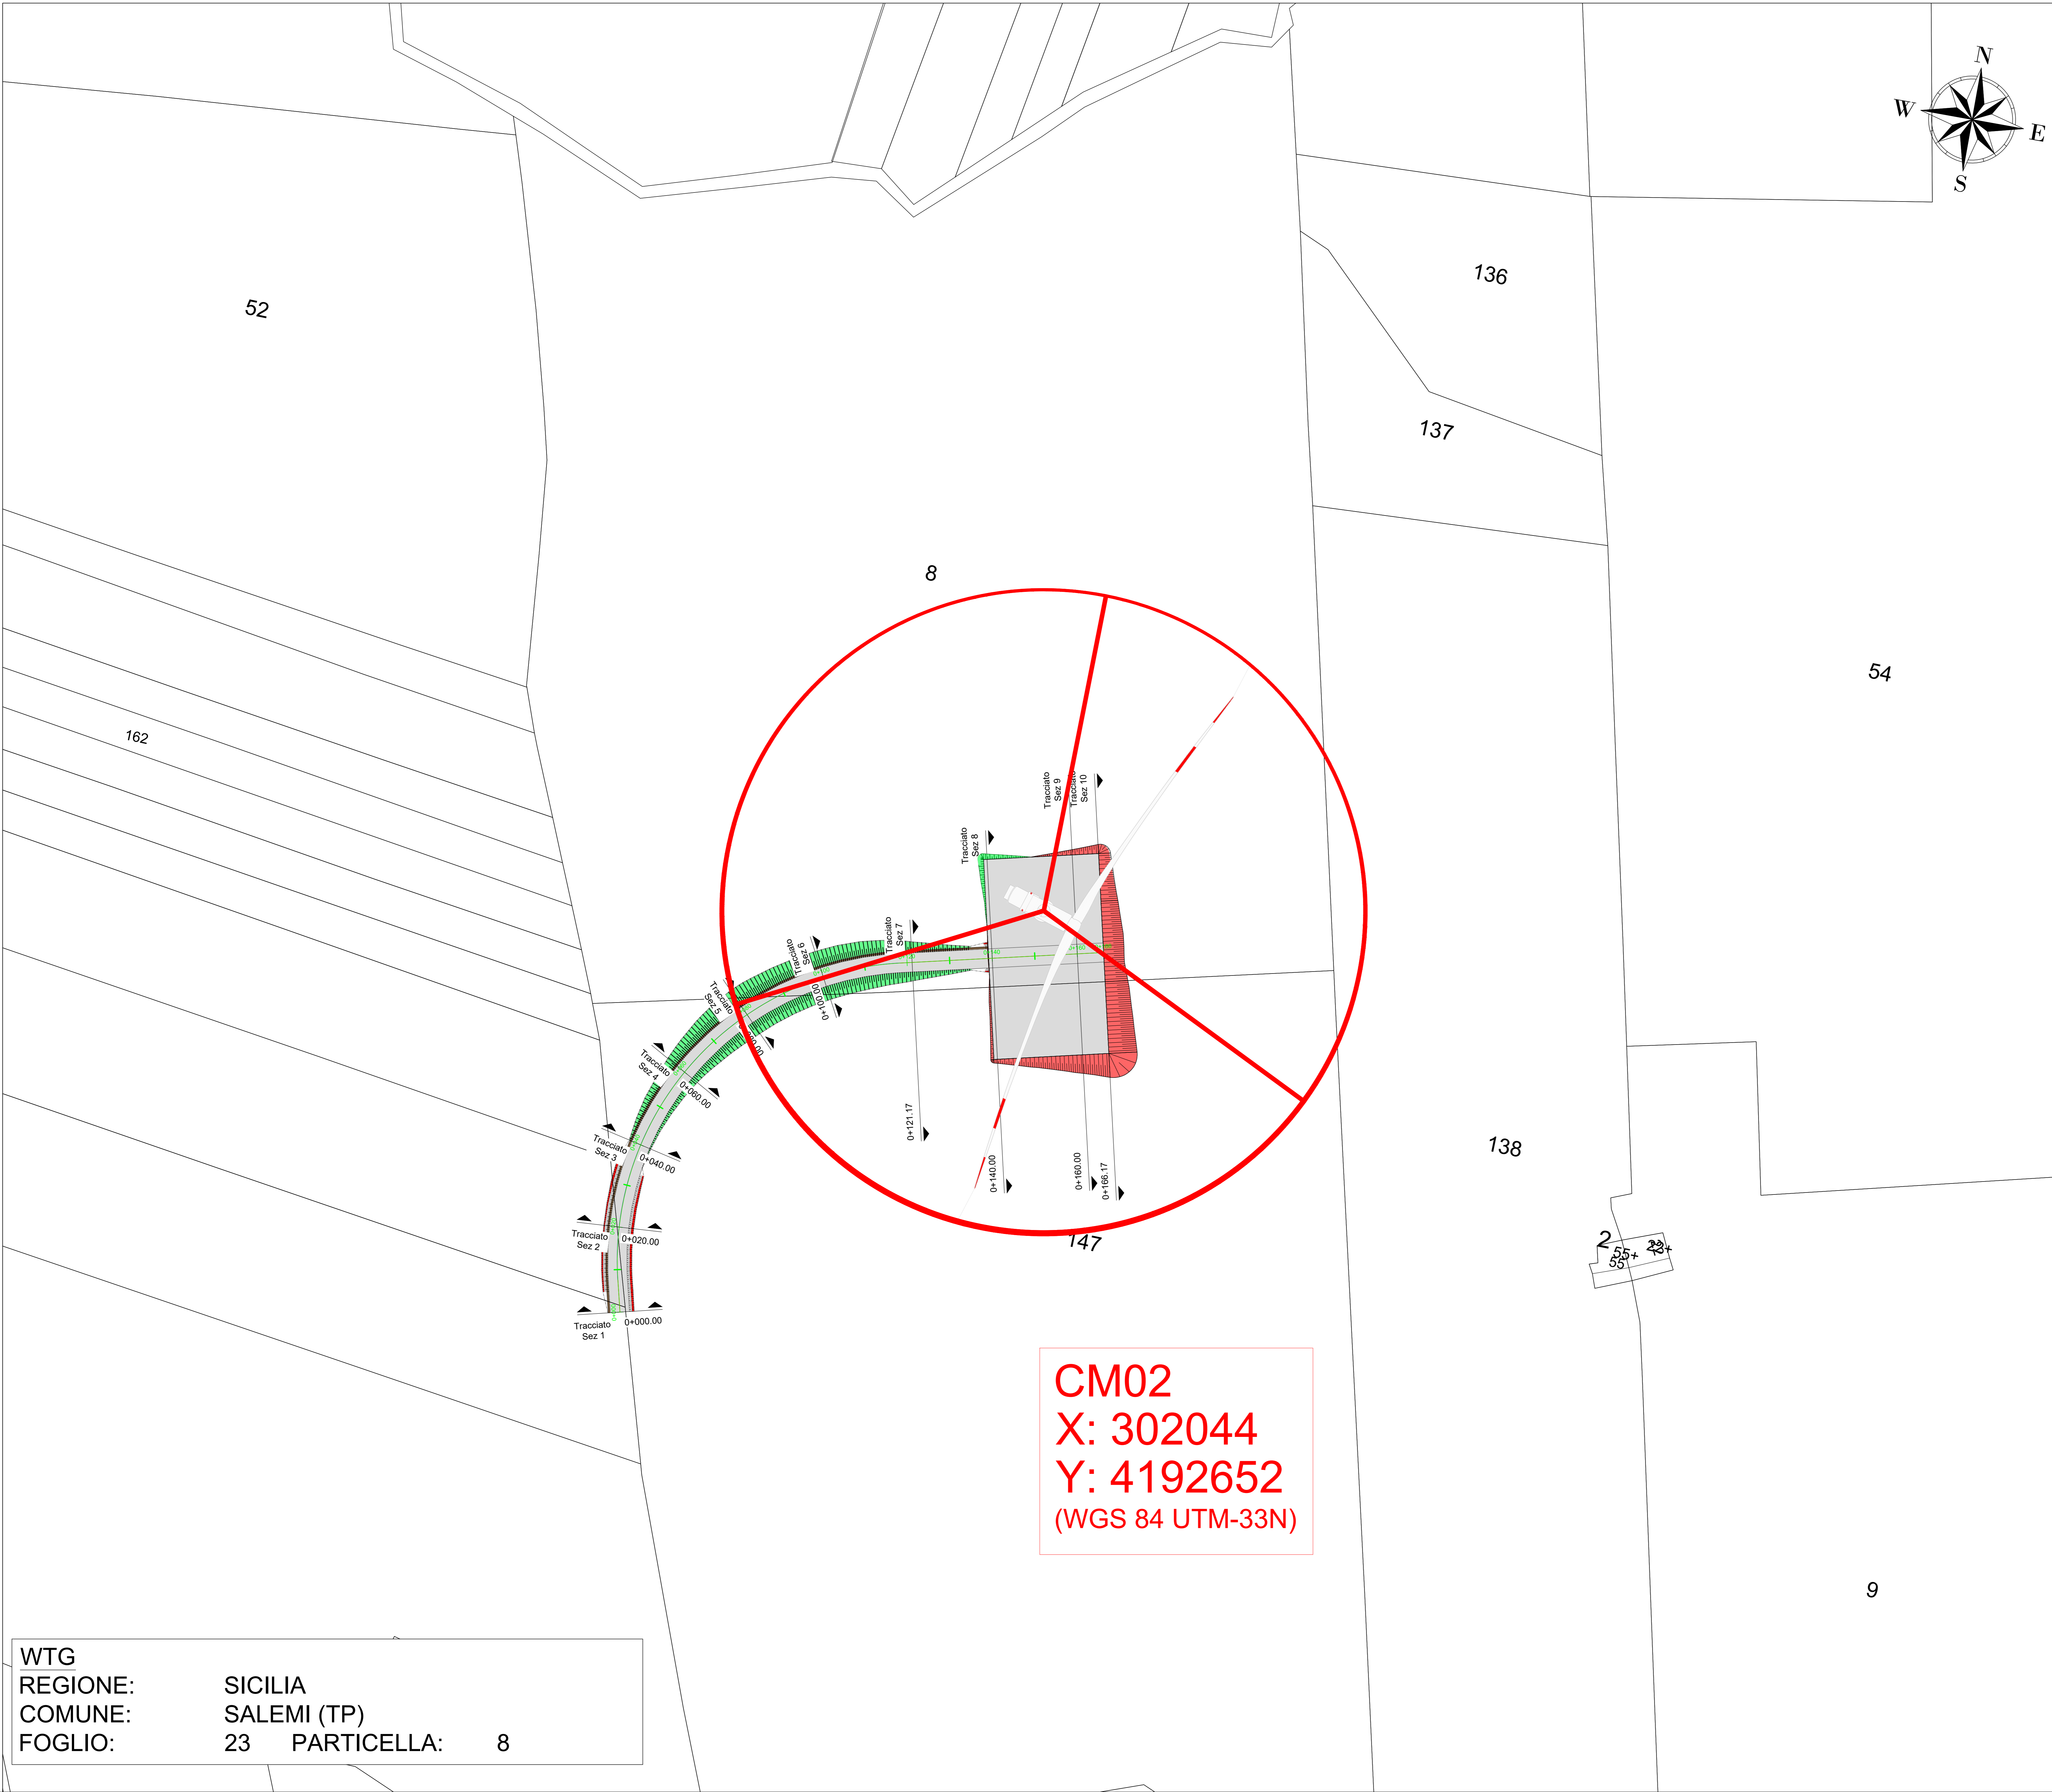 N
W
E
S
52
136
137
8
54
162
Tracciato
Sez 9
Tracciato
Sez 10
Tracciato
Sez 8
Tracciato
Sez 7
Tracciato
Sez 6
Tracciato
Sez 5
0+100.00
Tracciato
Sez 4
0+060.00
0+121.17
Tracciato
Sez 3
0+040.00
0+140.00
0+160.00
0+166.17
138
Tracciato
Sez 2
0+020.00
147
2
55+
55
Tracciato
Sez 1
0+000.00
CM02
X: 302044
Y: 4192652
(WGS 84 UTM-33N)
9
WTG
REGIONE: SICILIA
COMUNE: SALEMI (TP)
FOGLIO: 23 PARTICELLA: 8